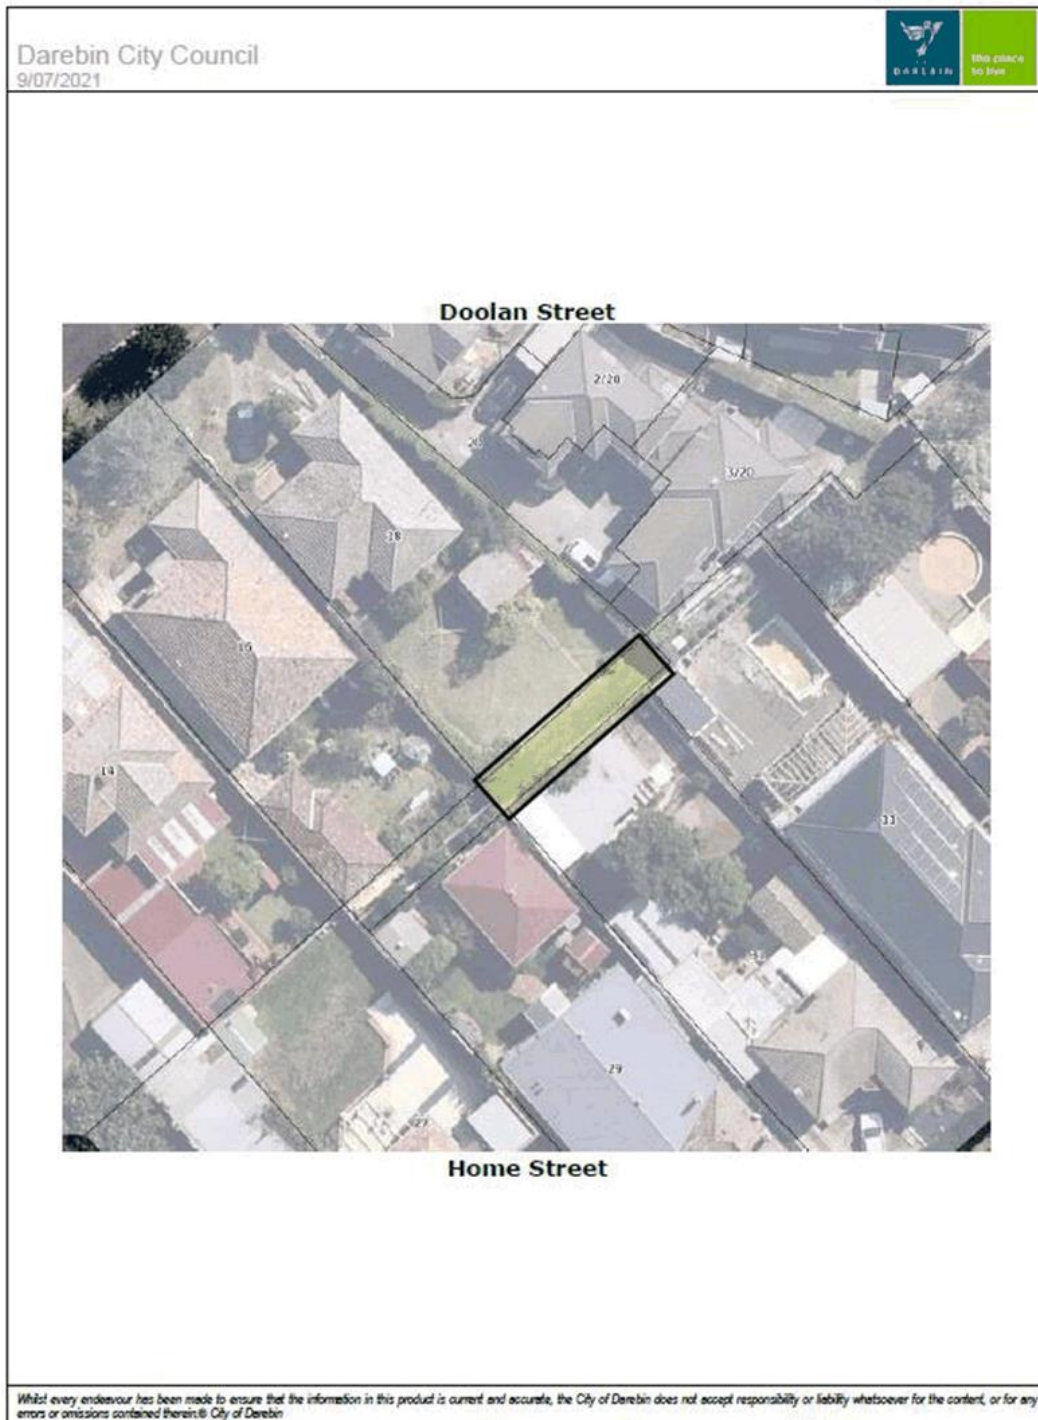 Darebin City Council
9/07/2021
DAREBIN
the place
to live
Doolan Street
2/20
20
3/20
18
16
14
33
31
29
27
Home Street
Whilst every endeavour has been made to ensure that the information in this product is current and accurate, the City of Darebin does not accept responsibility or liability whatsoever for the content, or for any
errors or omissions contained therein.© City of Darebin